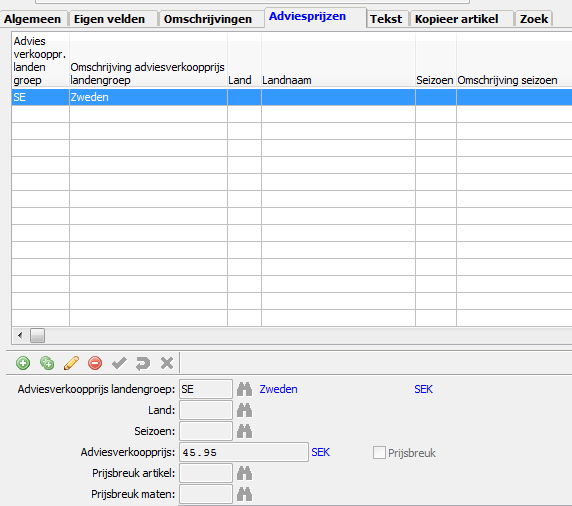 Algemeen Eigen velden Omschrijvingen Adviesprijzen Tekst Kopieer artikel Zoek
Advies
verkooppr.
landen
groep
Omschrijving adviesverkoopprijs
landengroep
Land
Landnaam
Seizoen
Omschrijving seizoen
SE Zweden
Adviesverkoopprijs landengroep: SE Zweden SEK
Land:
Seizoen:
Adviesverkoopprijs: 45.95 SEK Prijsbreuk
Prijsbreuk artikel:
Prijsbreuk maten: